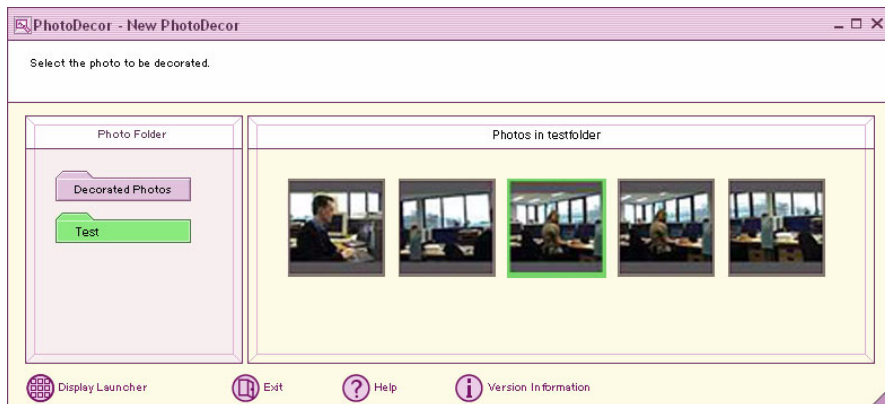 PhotoDecor - New PhotoDecor
Select the photo to be decorated.
Photo Folder
Photos in testfolder
Decorated Photos
Test
Display Launcher
Exit
Help
Version Information